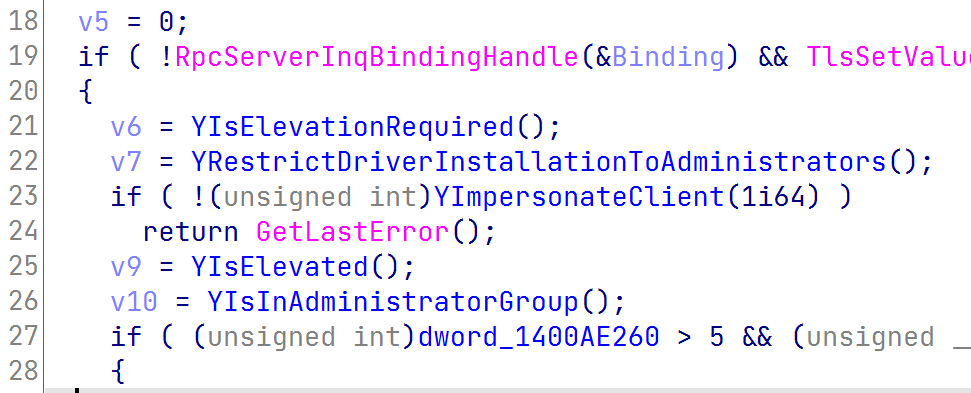 18 v5 = 0;
19 if ( !RpcServerInqBindingHandle(&Binding) && TlsSetValu
20 {
21 v6 = YIsElevationRequired();
22 v7 = YRestrictDriverInstallationToAdministrators();
23 if ( !(unsigned int)YImpersonateClient(1i64) )
24 return GetLastError();
25 v9 = YIsElevated();
26 v10 = YIsInAdministratorGroup();
27 if ( (unsigned int)dword_1400AE260 > 5 && (unsigned _
28 {